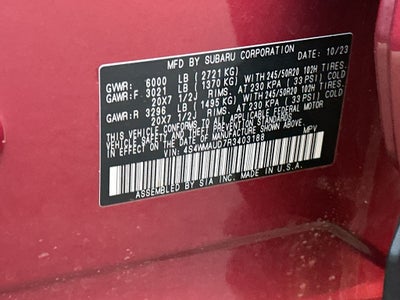 MFD. BY SUBARU CORPORATION 10/23
GVWR: 6000 LB (2721 KG)
GAWR:F 3021 LB (1370 KG) WITH 245/50R20 102H TIRES.
20X7 1/2J RIMS, AT 230 KPA (33 PSI) COLD
GAWR:R 3296 LB (1495 KG) WITH 245/50R20 102H TIRES.
20X7 1/2J RIMS, AT 230 KPA (33 PSI) COLD
THIS VEHICLE CONFORMS TO ALL APPLICABLE FEDERAL MOTOR
VEHICLE SAFETY AND THEFT PREVENTION STANDARDS
IN EFFECT ON THE DATE OF MANUFACTURE SHOWN ABOVE.
VIN: 4S4WMAUD7R3403188 MPV
ASSEMBLED BY SIA INC. MADE IN U.S.A.